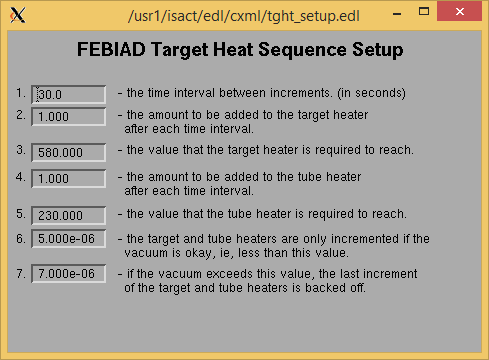 /usr1/isact/edl/cxml/tght_setup.edl
FEBIAD Target Heat Sequence Setup
1. 30.0 - the time interval between increments. (in seconds)
2. 1.000 - the amount to be added to the target heater
after each time interval.
3. 580.000 - the value that the target heater is required to reach.
4. 1.000 - the amount to be added to the tube heater
after each time interval.
5. 230.000 - the value that the tube heater is required to reach.
6. 5.000e-06 - the target and tube heaters are only incremented if the
vacuum is okay, ie, less than this value.
7. 7.000e-06 - if the vacuum exceeds this value, the last increment
of the target and tube heaters is backed off.